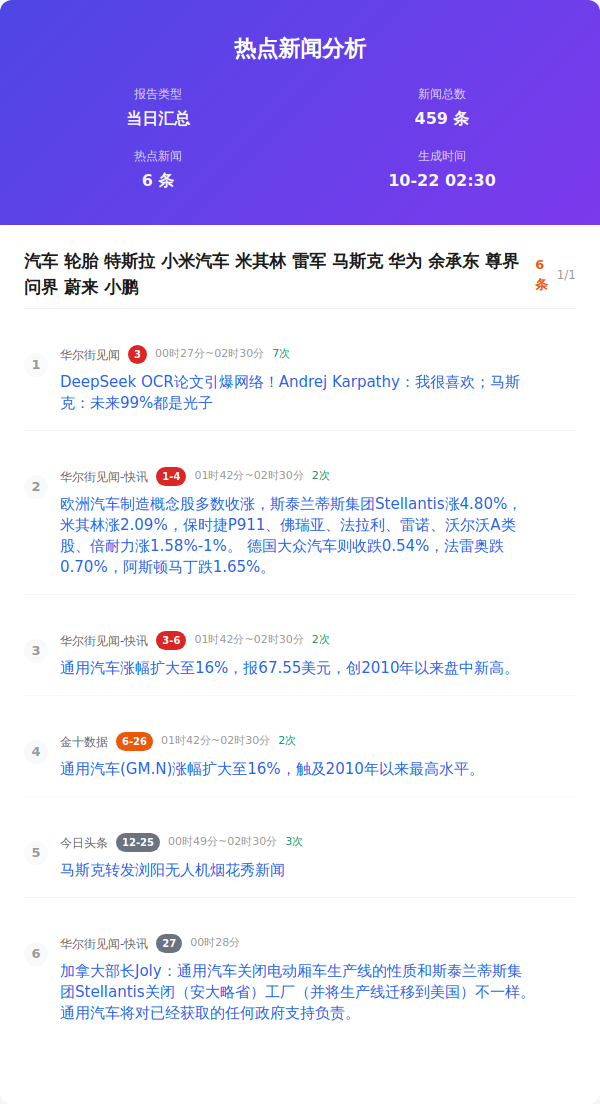 热点新闻分析
报告类型
当日汇总
新闻总数
459 条
热点新闻
6 条
生成时间
10-22 02:30
汽车 轮胎 特斯拉 小米汽车 米其林 雷军 马斯克 华为 余承东 尊界
问界 蔚来 小鹏
6
条
1/1
1
华尔街见闻 3 00时27分~02时30分 7次
DeepSeek OCR论文引爆网络！Andrej Karpathy：我很喜欢；马斯
克：未来99%都是光子
2
华尔街见闻-快讯 1-4 01时42分~02时30分 2次
欧洲汽车制造概念股多数收涨，斯泰兰蒂斯集团Stellantis涨4.80%，
米其林涨2.09%，保时捷P911、佛瑞亚、法拉利、雷诺、沃尔沃A类
股、倍耐力涨1.58%-1%。 德国大众汽车则收跌0.54%，法雷奥跌
0.70%，阿斯顿马丁跌1.65%。
3
华尔街见闻-快讯 3-6 01时42分~02时30分 2次
通用汽车涨幅扩大至16%，报67.55美元，创2010年以来盘中新高。
4
金十数据 6-26 01时42分~02时30分 2次
通用汽车(GM.N)涨幅扩大至16%，触及2010年以来最高水平。
5
今日头条 12-25 00时49分~02时30分 3次
马斯克转发浏阳无人机烟花秀新闻
6
华尔街见闻-快讯 27 00时28分
加拿大部长Joly：通用汽车关闭电动厢车生产线的性质和斯泰兰蒂斯集
团Stellantis关闭（安大略省）工厂（并将生产线迁移到美国）不一样。
通用汽车将对已经获取的任何政府支持负责。